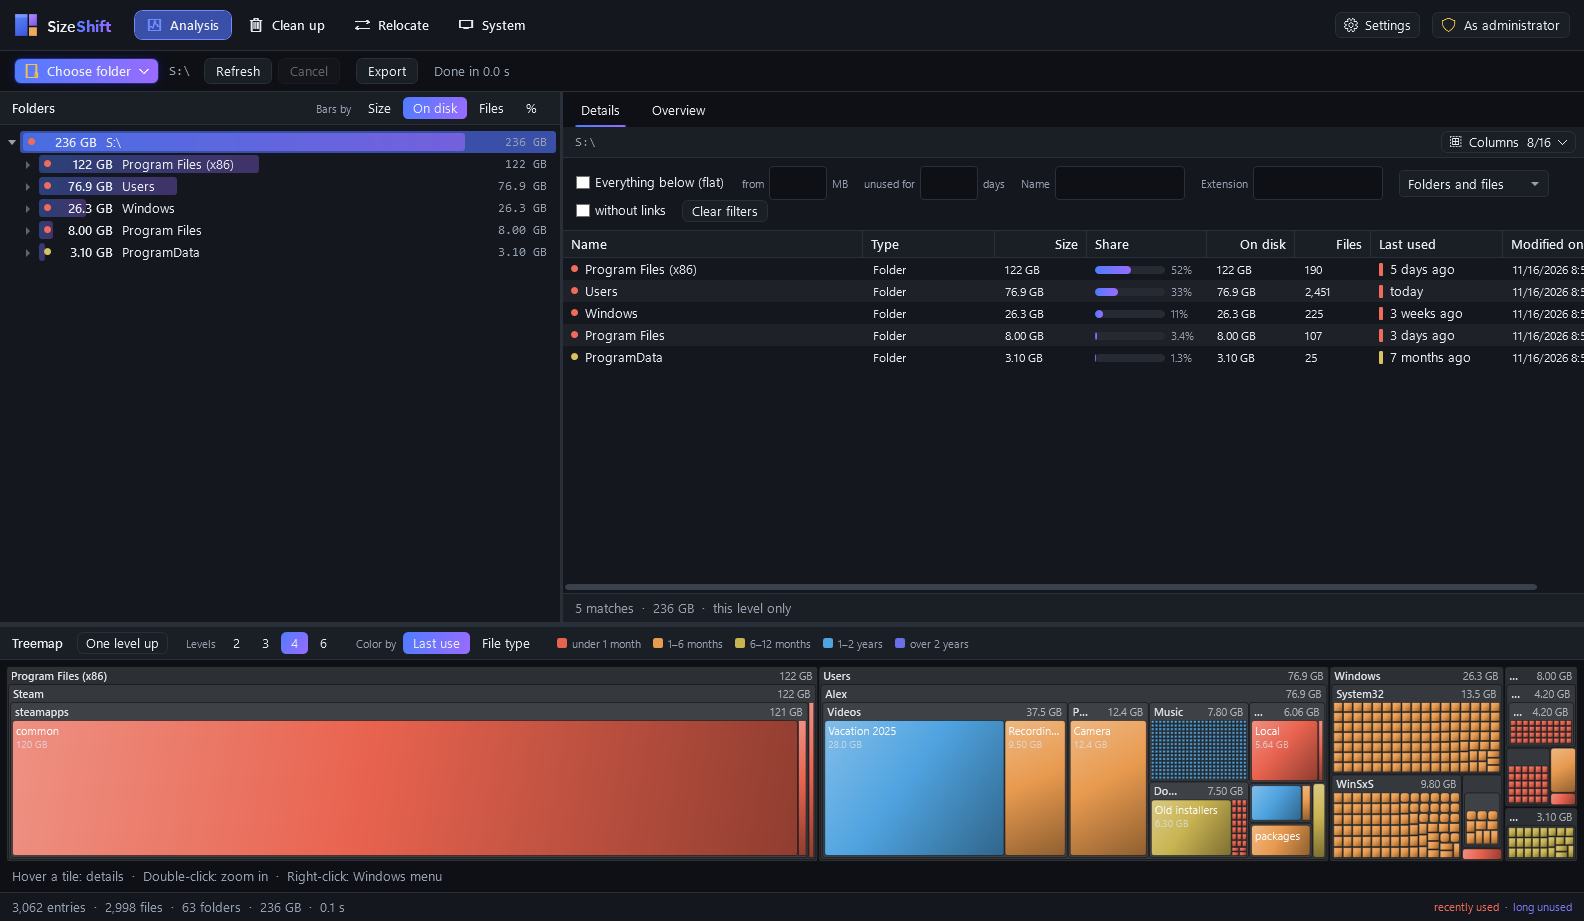 SizeShift Analysis Clean up Relocate System Settings As administrator
Choose folder S:\ Refresh Cancel Export Done in 0.0 s
Folders Bars by Size On disk Files %
236 GB S:\ 236 GB
122 GB Program Files (x86) 122 GB
76.9 GB Users 76.9 GB
26.3 GB Windows 26.3 GB
8.00 GB Program Files 8.00 GB
3.10 GB ProgramData 3.10 GB
Details Overview
S:\ Columns 8/16
Everything below (flat) from MB unused for days Name Extension Folders and files
without links Clear filters
Name Type Size Share On disk Files Last used Modified on
Program Files (x86) Folder 122 GB 52% 122 GB 190 5 days ago 11/16/2026 8:5
Users Folder 76.9 GB 33% 76.9 GB 2,451 today 11/16/2026 8:5
Windows Folder 26.3 GB 11% 26.3 GB 225 3 weeks ago 11/16/2026 8:5
Program Files Folder 8.00 GB 3.4% 8.00 GB 107 3 days ago 11/16/2026 8:5
ProgramData Folder 3.10 GB 1.3% 3.10 GB 25 7 months ago 11/16/2026 8:5
5 matches · 236 GB · this level only
Treemap One level up Levels 2 3 4 6 Color by Last use File type under 1 month 1–6 months 6–12 months 1–2 years over 2 years
Program Files (x86) 122 GB
Steam 122 GB
steamapps 121 GB
common
120 GB
Users 76.9 GB
Alex 76.9 GB
Videos 37.5 GB
Vacation 2025
28.0 GB
Recordin...
9.50 GB
P... 12.4 GB
Camera
12.4 GB
Music 7.80 GB
Do... 7.50 GB
Old installers
6.30 GB
... 6.06 GB
Local
5.64 GB
packages
Windows 26.3 GB
System32 13.5 GB
WinSxS 9.80 GB
... 8.00 GB
... 4.20 GB
... 4.20 GB
... 3.10 GB
Hover a tile: details · Double-click: zoom in · Right-click: Windows menu
3,062 entries · 2,998 files · 63 folders · 236 GB · 0.1 s recently used · long unused